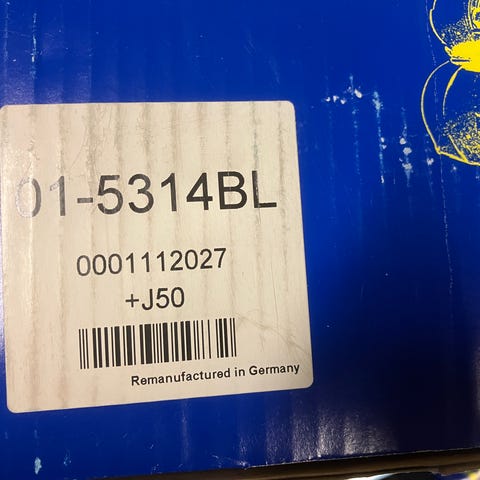 01-5314BL
0001112027
+J50
Remanufactured in Germany